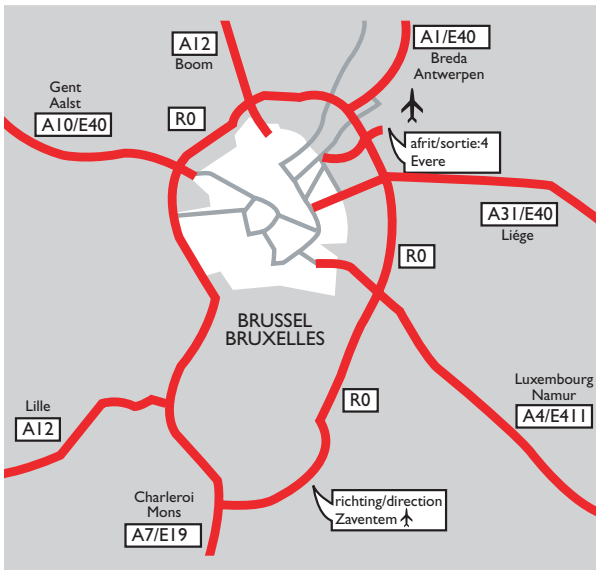 A12
Boom
A1/E40
Breda
Antwerpen
Gent
Aalst
A10/E40
R0
afrit/sortie:4
Evere
A31/E40
Liége
R0
BRUSSEL
BRUXELLES
Luxembourg
Namur
A4/E411
R0
Lille
A12
Charleroi
Mons
A7/E19
richting/direction
Zaventem